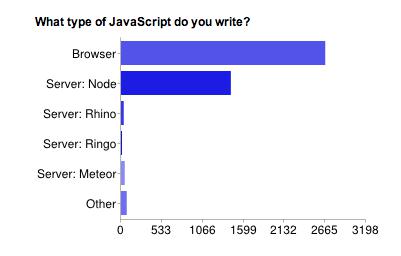 What type of JavaScript do you write?
Browser
Server: Node
Server: Rhino
Server: Ringo
Server: Meteor
Other
0 533 1066 1599 2132 2665 3198